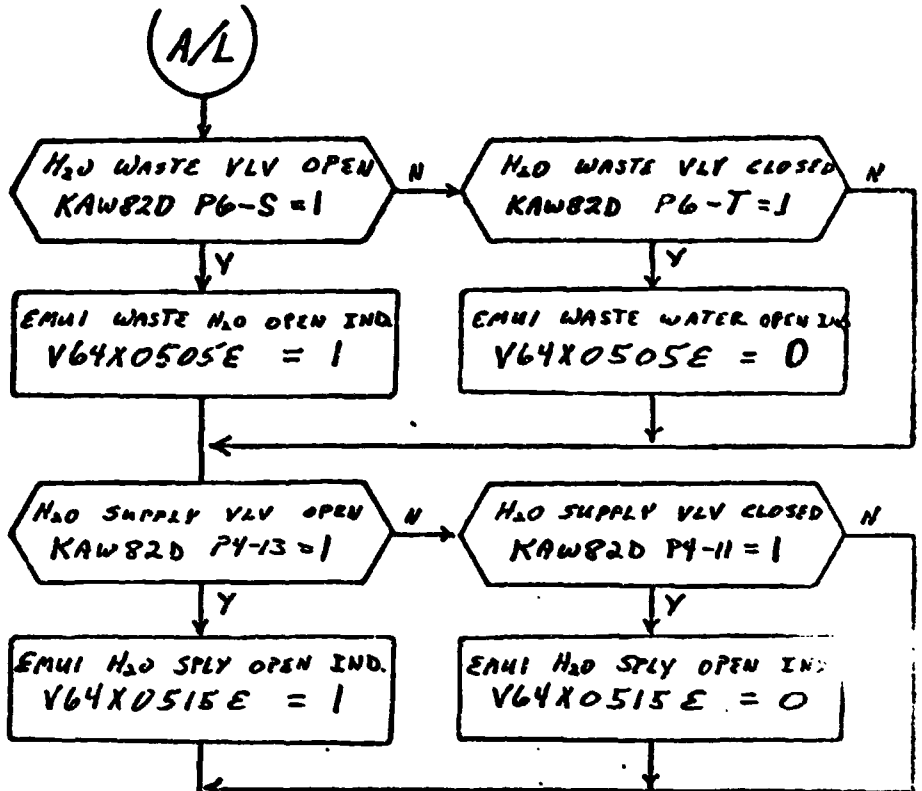 A/L
H₂O WASTE VLV OPEN
KAW82D P6-S = 1
N
H₂O WASTE VLV CLOSED
KAW82D P6-T = 1
N
Y
Y
EMU1 WASTE H₂O OPEN IND.
V64X0505E = 1
EMU1 WASTE WATER OPEN IND
V64X0505E = 0
H₂O SUPPLY VLV OPEN
KAW82D P4-13 = 1
N
H₂O SUPPLY VLV CLOSED
KAW82D P4-11 = 1
N
Y
Y
EMU1 H₂O SPLY OPEN IND.
V64X0515E = 1
EMU1 H₂O SPLY OPEN IND
V64X0515E = 0